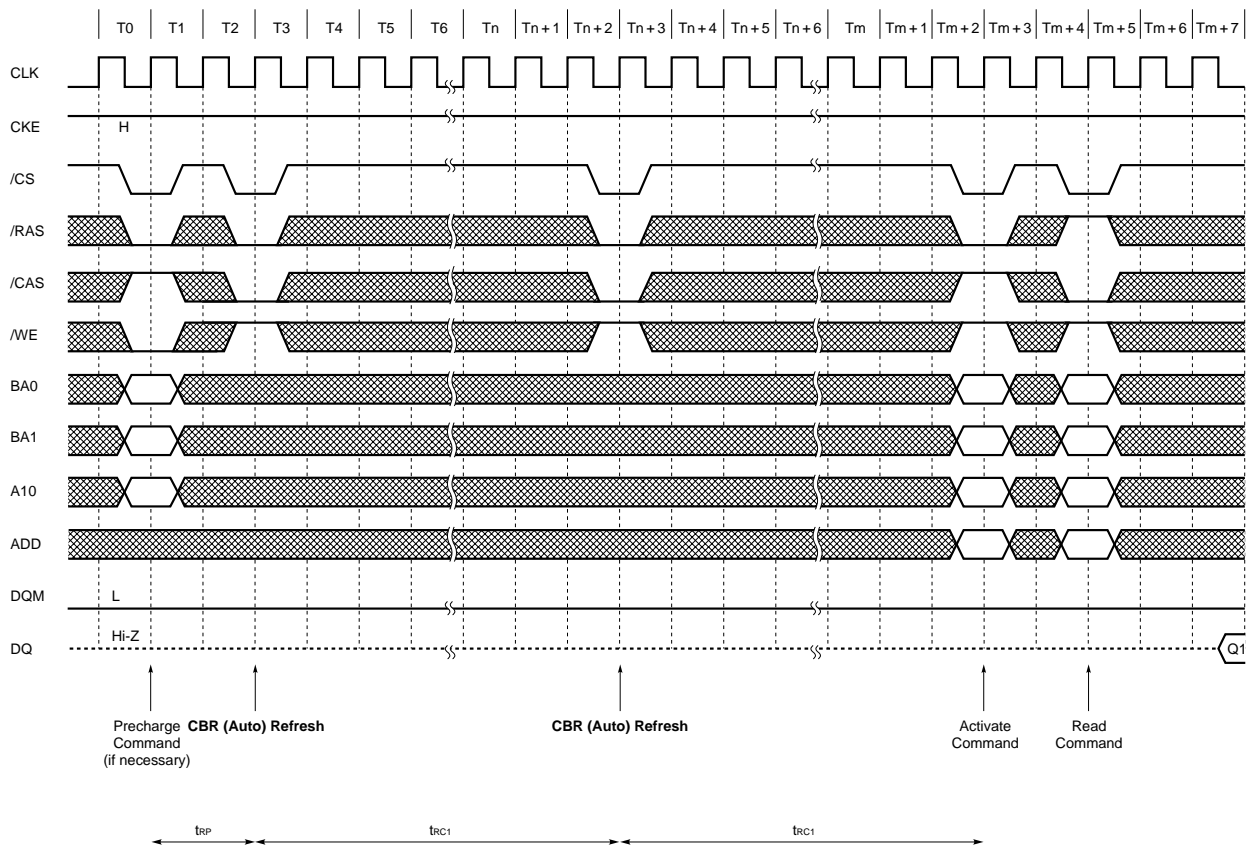 T0 T1 T2 T3 T4 T5 T6 Tn Tn + 1 Tn + 2 Tn + 3 Tn + 4 Tn + 5 Tn + 6 Tm Tm + 1 Tm + 2 Tm + 3 Tm + 4 Tm + 5 Tm + 6 Tm + 7
CLK
CKE H
/CS
/RAS
/CAS
/WE
BA0
BA1
A10
ADD
DQM L
Hi-Z
DQ Q1
Precharge
Command
(if necessary)
CBR (Auto) Refresh
CBR (Auto) Refresh
Activate
Command
Read
Command
tRP tRC1 tRC1